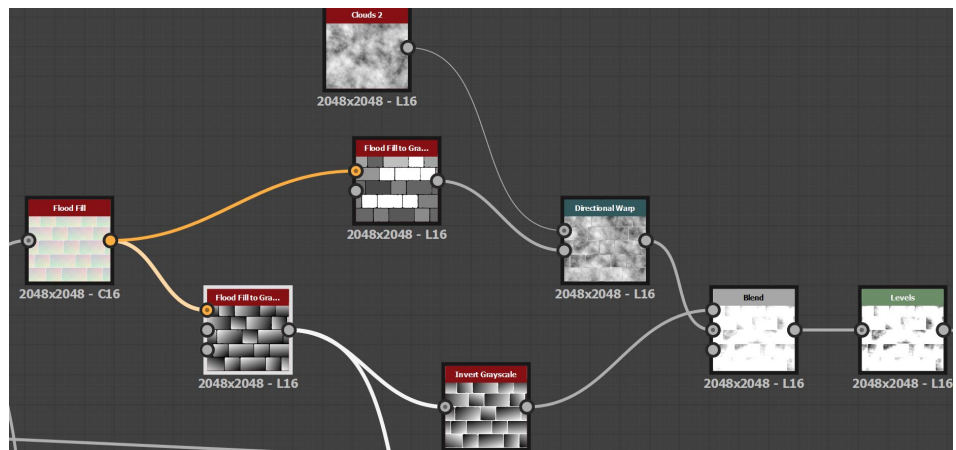 Clouds 2
2048x2048 - L16
Flood Fill to Gra...
2048x2048 - L16
Flood Fill
2048x2048 - C16
Directional Warp
2048x2048 - L16
Flood Fill to Gra...
2048x2048 - L16
Blend
2048x2048 - L16
Levels
2048x2048 - L16
Invert Grayscale